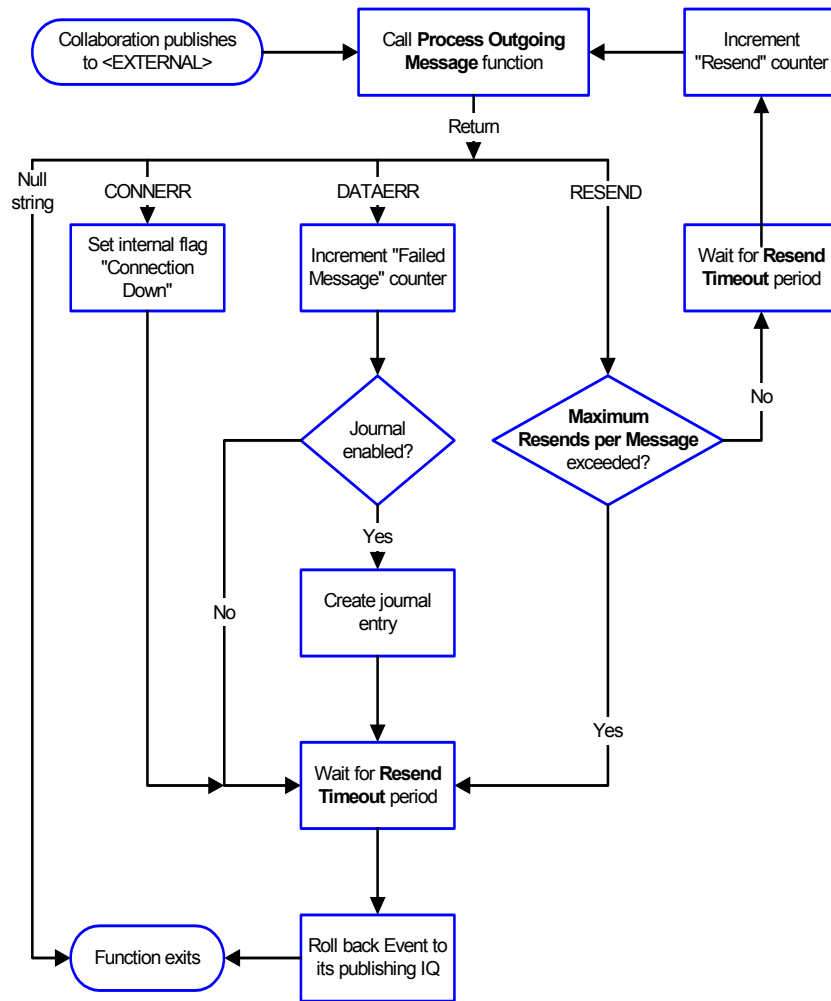 Collaboration publishes
to <EXTERNAL>
Call Process Outgoing
Message function
Increment
"Resend" counter
Return
Null
string
CONNERR
DATAERR
RESEND
Set internal flag
"Connection
Down"
Increment "Failed
Message" counter
Wait for Resend
Timeout period
No
Journal
enabled?
Maximum
Resends per Message
exceeded?
Yes
No
Create journal
entry
Yes
Wait for Resend
Timeout period
Function exits
Roll back Event to
its publishing IQ